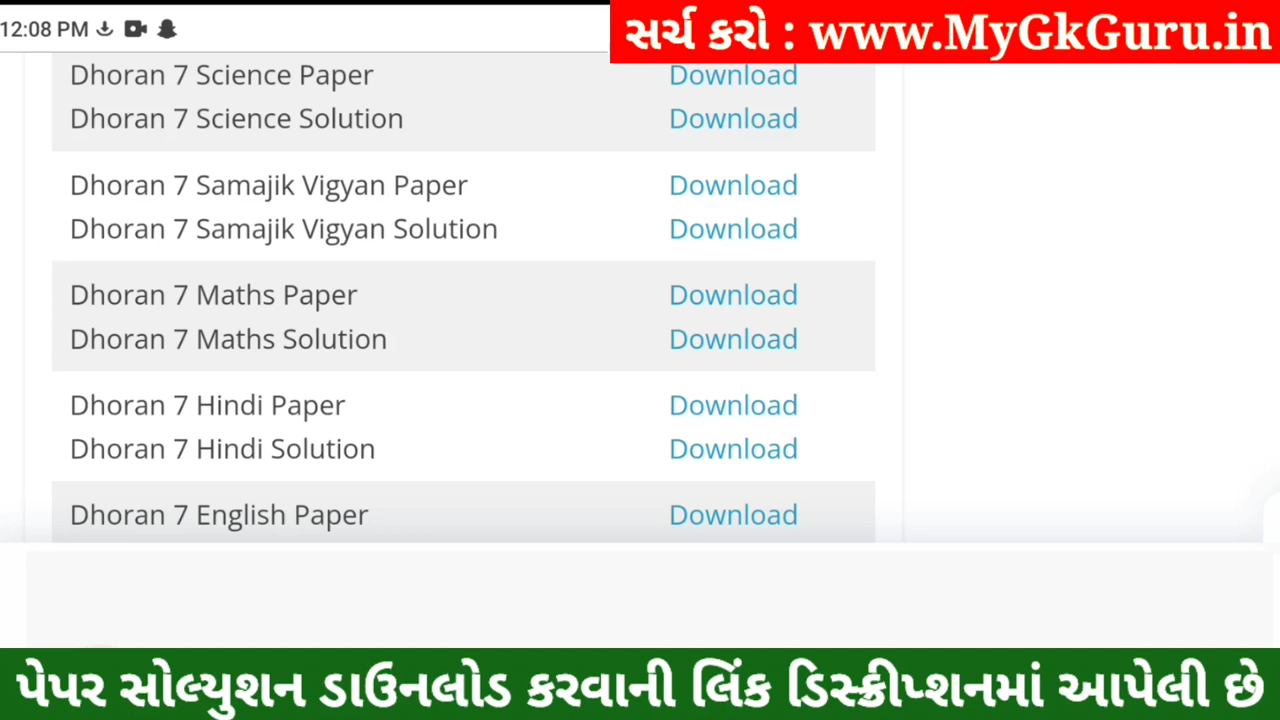 12:08 PM
સર્ચ કરો : www.MyGkGuru.in
Dhoran 7 Science Paper Download
Dhoran 7 Science Solution Download
Dhoran 7 Samajik Vigyan Paper Download
Dhoran 7 Samajik Vigyan Solution Download
Dhoran 7 Maths Paper Download
Dhoran 7 Maths Solution Download
Dhoran 7 Hindi Paper Download
Dhoran 7 Hindi Solution Download
Dhoran 7 English Paper Download
પેપર સોલ્યુશન ડાઉનલોડ કરવાની લિંક ડિસ્ક્રીપ્શનમાં આપેલી છે